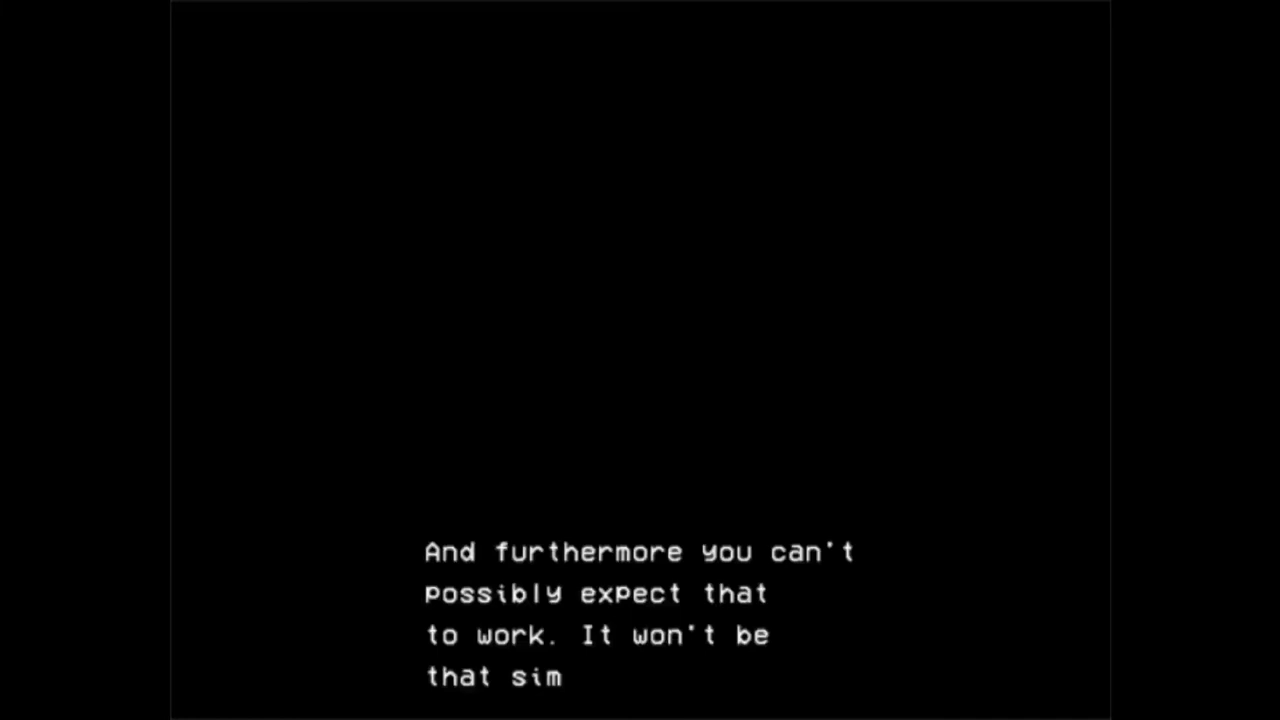 And furthermore you can't
possibly expect that
to work. It won't be
that sim